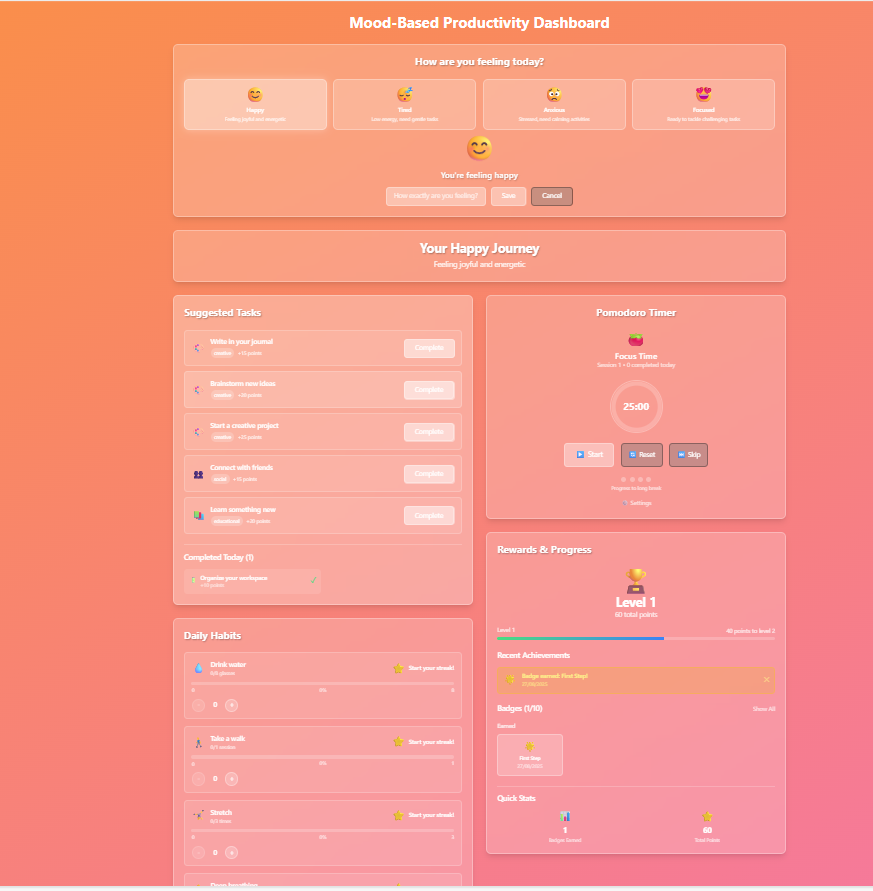 Mood-Based Productivity Dashboard
How are you feeling today?
Happy
Feeling joyful and energetic
Tired
Low energy, need gentle tasks
Anxious
Stressed, need calming activities
Focused
Ready to tackle challenging tasks
You're feeling happy
How exactly are you feeling?
Save
Cancel
Your Happy Journey
Feeling joyful and energetic
Suggested Tasks
Write in your journal
creative +15 points
Complete
Brainstorm new ideas
creative +20 points
Complete
Start a creative project
creative +25 points
Complete
Connect with friends
social +15 points
Complete
Learn something new
educational +20 points
Complete
Completed Today (1)
Organize your workspace
+10 points
Daily Habits
Drink water
0/8 glasses
Start your streak!
0 0% 8
- 0 +
Take a walk
0/1 session
Start your streak!
0 0% 1
- 0 +
Stretch
0/3 times
Start your streak!
0 0% 3
- 0 +
Deep breathing
Pomodoro Timer
Focus Time
Session 1 • 0 completed today
25:00
Start
Reset
Skip
Progress to long break
Settings
Rewards & Progress
Level 1
60 total points
Level 1
40 points to level 2
Recent Achievements
Badge earned: First Step!
Badges (1/10)
Show All
Earned
First Step
Quick Stats
1
Badges Earned
60
Total Points